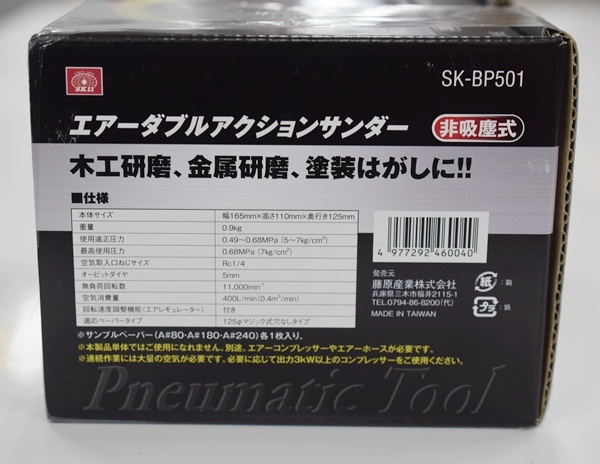 SK11
SK-BP501
エアーダブルアクションサンダー 非吸塵式
木工研磨、金属研磨、塗装はがしに!!
■仕様
本体サイズ 幅165mm×高さ110mm×奥行き125mm
重量 0.9kg
使用適正圧力 0.49～0.68MPa (5～7kg/cm²)
最高使用圧力 0.68MPa (7kg/cm²)
空気取入口ねじサイズ Rc1/4
オービットダイヤ 5mm
無負荷回転数 11,000min⁻¹
空気消費量 400L/min(0.4m³/min)
回転速度調整機能(エアレギュレーター) 付き
適応ペーパータイプ 125φマジック式穴なしタイプ
4 977292 460040
発売元
藤原産業株式会社
兵庫県三木市福井2115-1
TEL.0794-86-8200(代)
MADE IN TAIWAN
紙 :箱
プラ :袋
※サンプルペーパー(A#80・A#180・A#240)各1枚入り。
※本製品単体ではご使用になれません。別途、エアーコンプレッサーやエアーホースが必要です。
※連続作業には大量の空気が必要です。必要に応じて出力3kW以上のコンプレッサーをご使用ください。
Pneumatic Tool